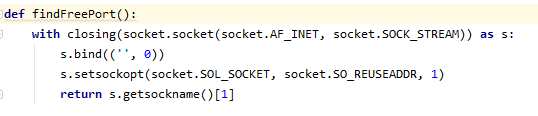 def findFreePort():
    with closing(socket.socket(socket.AF_INET, socket.SOCK_STREAM)) as s:
        s.bind(('', 0))
        s.setsockopt(socket.SOL_SOCKET, socket.SO_REUSEADDR, 1)
        return s.getsockname()[1]